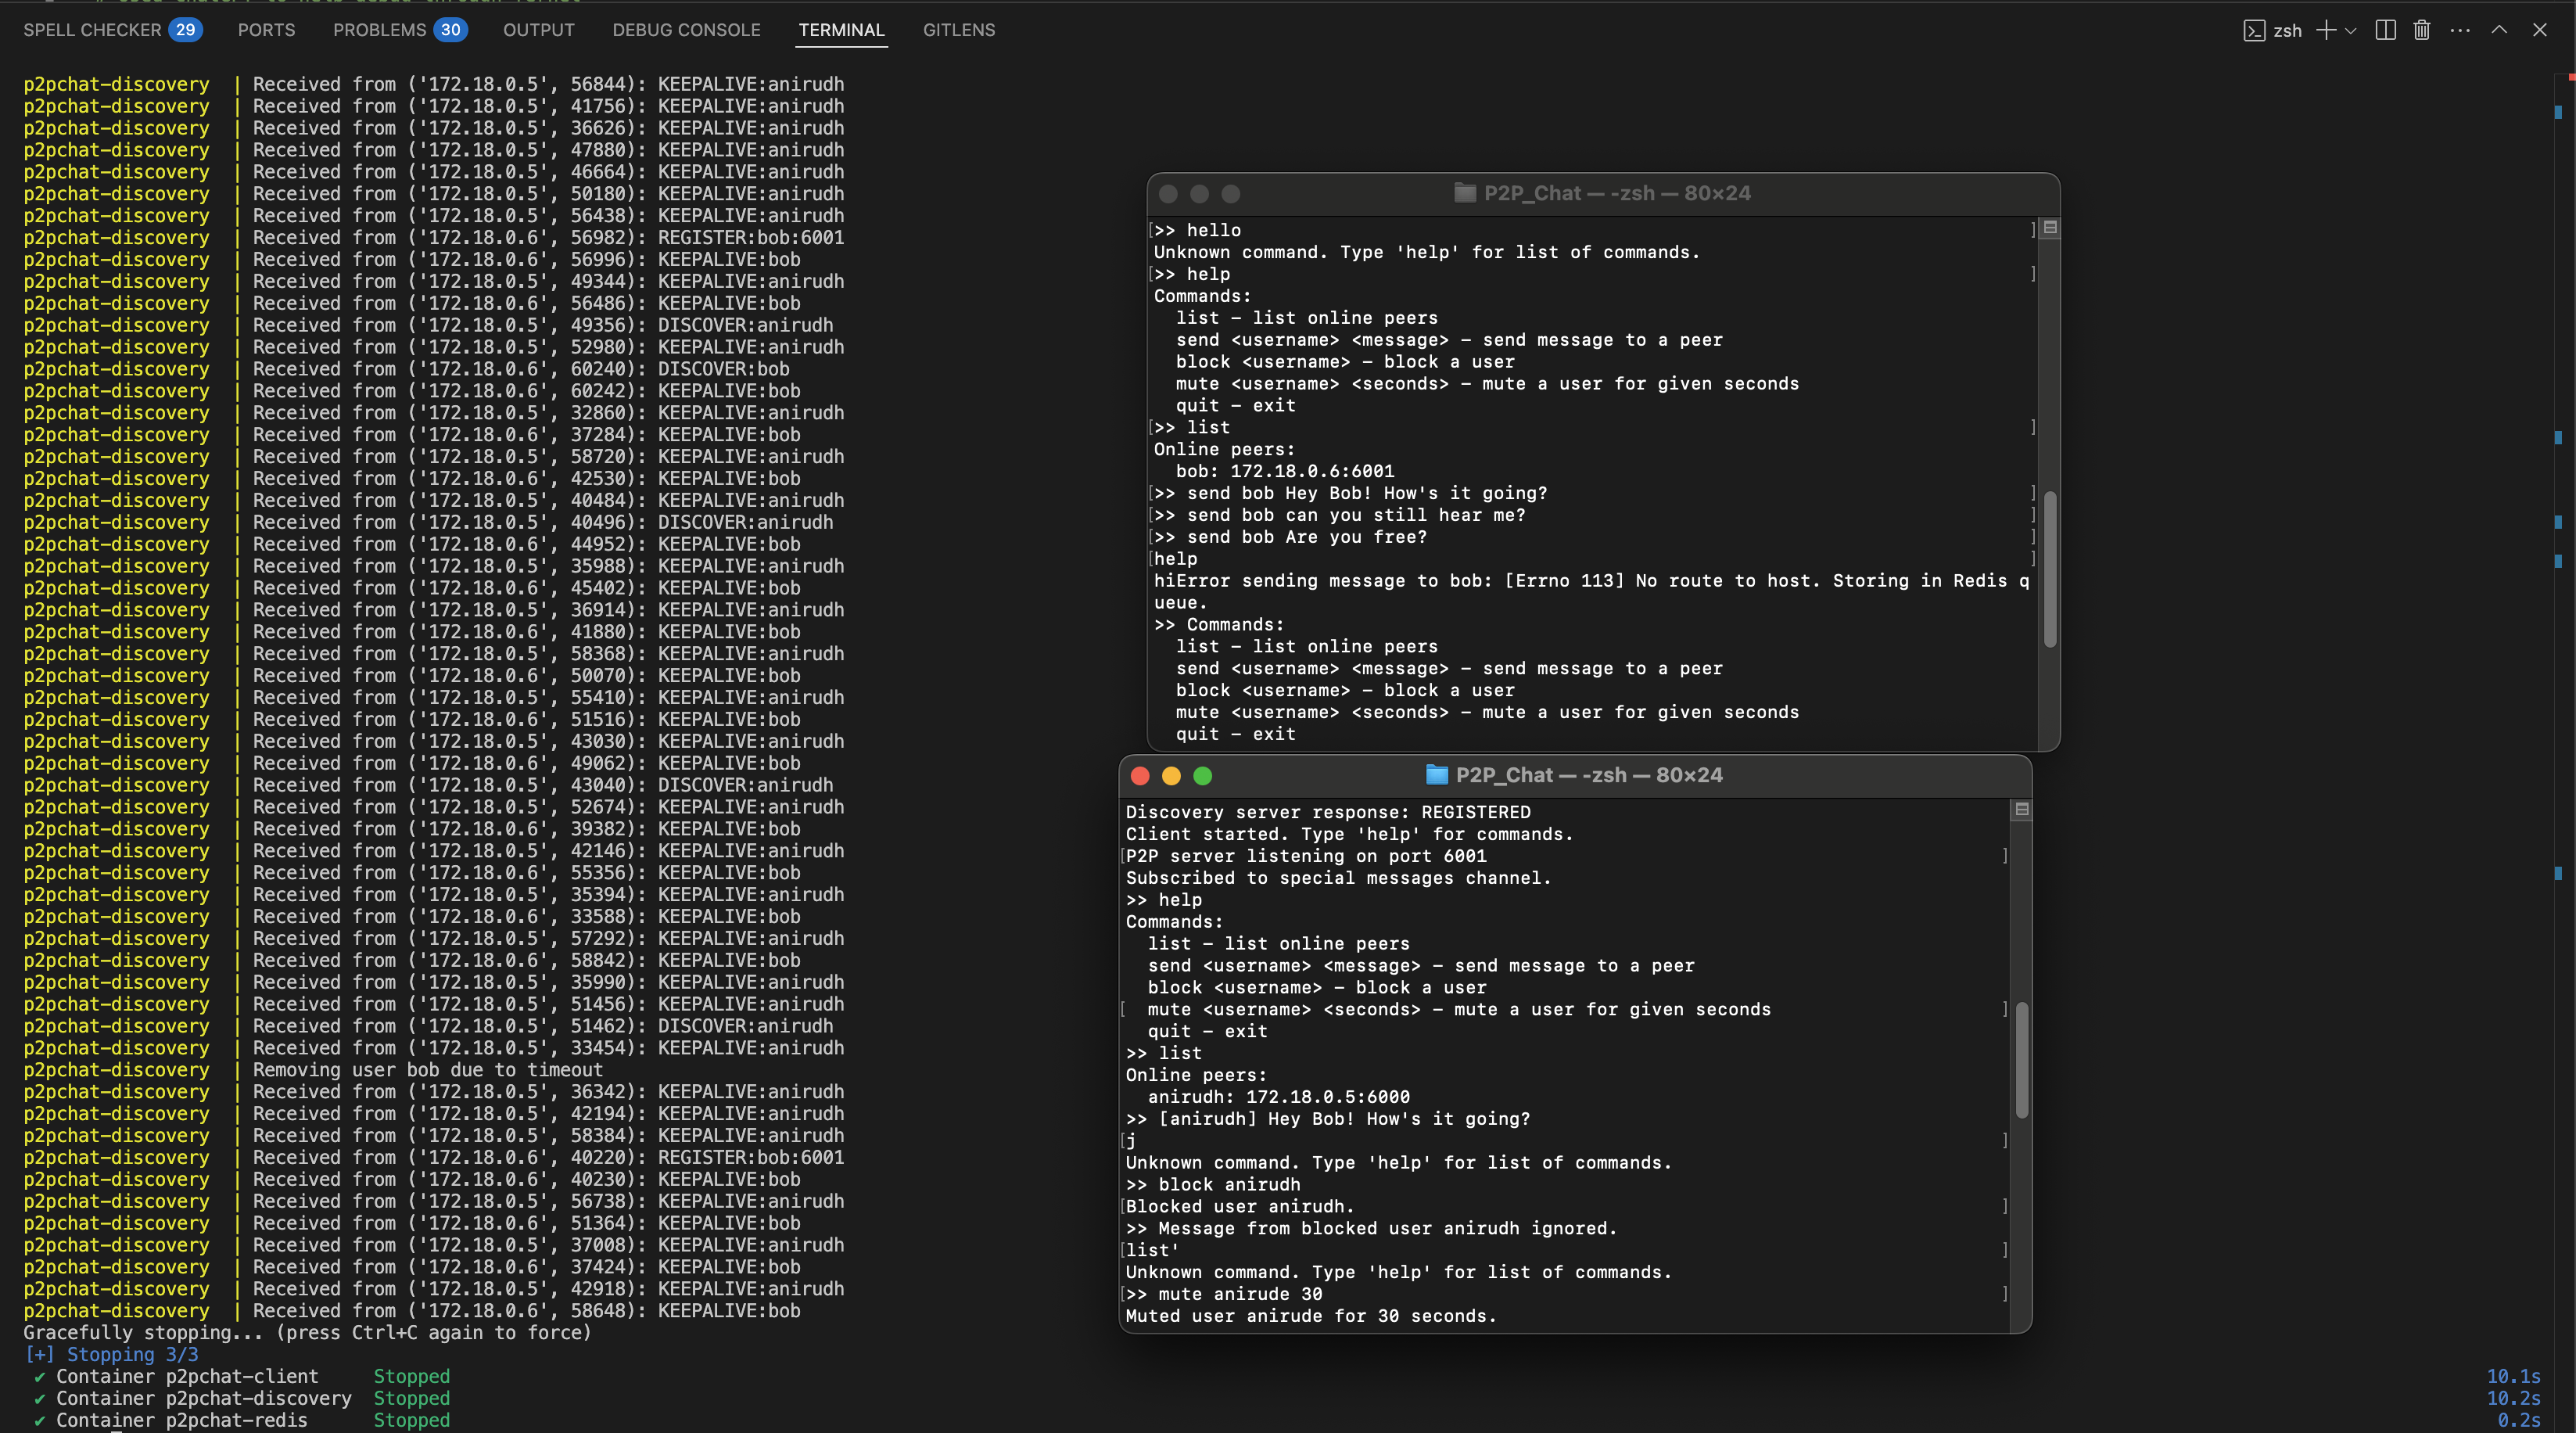 SPELL CHECKER 29 PORTS PROBLEMS 30 OUTPUT DEBUG CONSOLE TERMINAL GITLENS zsh
p2pchat-discovery | Received from ('172.18.0.5', 56844): KEEPALIVE:anirudh
p2pchat-discovery | Received from ('172.18.0.5', 41756): KEEPALIVE:anirudh
p2pchat-discovery | Received from ('172.18.0.5', 36626): KEEPALIVE:anirudh
p2pchat-discovery | Received from ('172.18.0.5', 47880): KEEPALIVE:anirudh
p2pchat-discovery | Received from ('172.18.0.5', 46664): KEEPALIVE:anirudh
p2pchat-discovery | Received from ('172.18.0.5', 50180): KEEPALIVE:anirudh
p2pchat-discovery | Received from ('172.18.0.5', 56438): KEEPALIVE:anirudh
p2pchat-discovery | Received from ('172.18.0.6', 56982): REGISTER:bob:6001
p2pchat-discovery | Received from ('172.18.0.6', 56996): KEEPALIVE:bob
p2pchat-discovery | Received from ('172.18.0.5', 49344): KEEPALIVE:anirudh
p2pchat-discovery | Received from ('172.18.0.6', 56486): KEEPALIVE:bob
p2pchat-discovery | Received from ('172.18.0.5', 49356): DISCOVER:anirudh
p2pchat-discovery | Received from ('172.18.0.5', 52980): KEEPALIVE:anirudh
p2pchat-discovery | Received from ('172.18.0.6', 60240): DISCOVER:bob
p2pchat-discovery | Received from ('172.18.0.6', 60242): KEEPALIVE:bob
p2pchat-discovery | Received from ('172.18.0.5', 32860): KEEPALIVE:anirudh
p2pchat-discovery | Received from ('172.18.0.6', 37284): KEEPALIVE:bob
p2pchat-discovery | Received from ('172.18.0.5', 58720): KEEPALIVE:anirudh
p2pchat-discovery | Received from ('172.18.0.6', 42530): KEEPALIVE:bob
p2pchat-discovery | Received from ('172.18.0.5', 40484): KEEPALIVE:anirudh
p2pchat-discovery | Received from ('172.18.0.5', 40496): DISCOVER:anirudh
p2pchat-discovery | Received from ('172.18.0.6', 44952): KEEPALIVE:bob
p2pchat-discovery | Received from ('172.18.0.5', 35988): KEEPALIVE:anirudh
p2pchat-discovery | Received from ('172.18.0.6', 45402): KEEPALIVE:bob
p2pchat-discovery | Received from ('172.18.0.5', 36914): KEEPALIVE:anirudh
p2pchat-discovery | Received from ('172.18.0.6', 41880): KEEPALIVE:bob
p2pchat-discovery | Received from ('172.18.0.5', 58368): KEEPALIVE:anirudh
p2pchat-discovery | Received from ('172.18.0.6', 50070): KEEPALIVE:bob
p2pchat-discovery | Received from ('172.18.0.5', 55410): KEEPALIVE:anirudh
p2pchat-discovery | Received from ('172.18.0.6', 51516): KEEPALIVE:bob
p2pchat-discovery | Received from ('172.18.0.5', 43030): KEEPALIVE:anirudh
p2pchat-discovery | Received from ('172.18.0.6', 49062): KEEPALIVE:bob
p2pchat-discovery | Received from ('172.18.0.5', 43040): DISCOVER:anirudh
p2pchat-discovery | Received from ('172.18.0.5', 52674): KEEPALIVE:anirudh
p2pchat-discovery | Received from ('172.18.0.6', 39382): KEEPALIVE:bob
p2pchat-discovery | Received from ('172.18.0.5', 42146): KEEPALIVE:anirudh
p2pchat-discovery | Received from ('172.18.0.6', 55356): KEEPALIVE:bob
p2pchat-discovery | Received from ('172.18.0.5', 35394): KEEPALIVE:anirudh
p2pchat-discovery | Received from ('172.18.0.6', 33588): KEEPALIVE:bob
p2pchat-discovery | Received from ('172.18.0.5', 57292): KEEPALIVE:anirudh
p2pchat-discovery | Received from ('172.18.0.6', 58842): KEEPALIVE:bob
p2pchat-discovery | Received from ('172.18.0.5', 35990): KEEPALIVE:anirudh
p2pchat-discovery | Received from ('172.18.0.5', 51456): KEEPALIVE:anirudh
p2pchat-discovery | Received from ('172.18.0.5', 51462): DISCOVER:anirudh
p2pchat-discovery | Received from ('172.18.0.5', 33454): KEEPALIVE:anirudh
p2pchat-discovery | Removing user bob due to timeout
p2pchat-discovery | Received from ('172.18.0.5', 36342): KEEPALIVE:anirudh
p2pchat-discovery | Received from ('172.18.0.5', 42194): KEEPALIVE:anirudh
p2pchat-discovery | Received from ('172.18.0.5', 58384): KEEPALIVE:anirudh
p2pchat-discovery | Received from ('172.18.0.6', 40220): REGISTER:bob:6001
p2pchat-discovery | Received from ('172.18.0.6', 40230): KEEPALIVE:bob
p2pchat-discovery | Received from ('172.18.0.5', 56738): KEEPALIVE:anirudh
p2pchat-discovery | Received from ('172.18.0.6', 51364): KEEPALIVE:bob
p2pchat-discovery | Received from ('172.18.0.5', 37008): KEEPALIVE:anirudh
p2pchat-discovery | Received from ('172.18.0.6', 37424): KEEPALIVE:bob
p2pchat-discovery | Received from ('172.18.0.5', 42918): KEEPALIVE:anirudh
p2pchat-discovery | Received from ('172.18.0.6', 58648): KEEPALIVE:bob
Gracefully stopping... (press Ctrl+C again to force)
[+] Stopping 3/3
✔ Container p2pchat-client Stopped 10.1s
✔ Container p2pchat-discovery Stopped 10.2s
✔ Container p2pchat-redis Stopped 0.2s
P2P_Chat — -zsh — 80×24
[>> hello ]
Unknown command. Type 'help' for list of commands.
[>> help ]
Commands:
list – list online peers
send <username> <message> – send message to a peer
block <username> – block a user
mute <username> <seconds> – mute a user for given seconds
quit – exit
[>> list ]
Online peers:
bob: 172.18.0.6:6001
[>> send bob Hey Bob! How's it going? ]
[>> send bob can you still hear me? ]
[>> send bob Are you free? ]
[help ]
hiError sending message to bob: [Errno 113] No route to host. Storing in Redis q
ueue.
>> Commands:
list – list online peers
send <username> <message> – send message to a peer
block <username> – block a user
mute <username> <seconds> – mute a user for given seconds
quit – exit
P2P_Chat — -zsh — 80×24
Discovery server response: REGISTERED
Client started. Type 'help' for commands.
[P2P server listening on port 6001 ]
Subscribed to special messages channel.
>> help
Commands:
list – list online peers
send <username> <message> – send message to a peer
block <username> – block a user
[ mute <username> <seconds> – mute a user for given seconds ]
quit – exit
>> list
Online peers:
anirudh: 172.18.0.5:6000
>> [anirudh] Hey Bob! How's it going?
[j ]
Unknown command. Type 'help' for list of commands.
>> block anirudh
[Blocked user anirudh. ]
>> Message from blocked user anirudh ignored.
[list' ]
Unknown command. Type 'help' for list of commands.
[>> mute anirude 30 ]
Muted user anirude for 30 seconds.